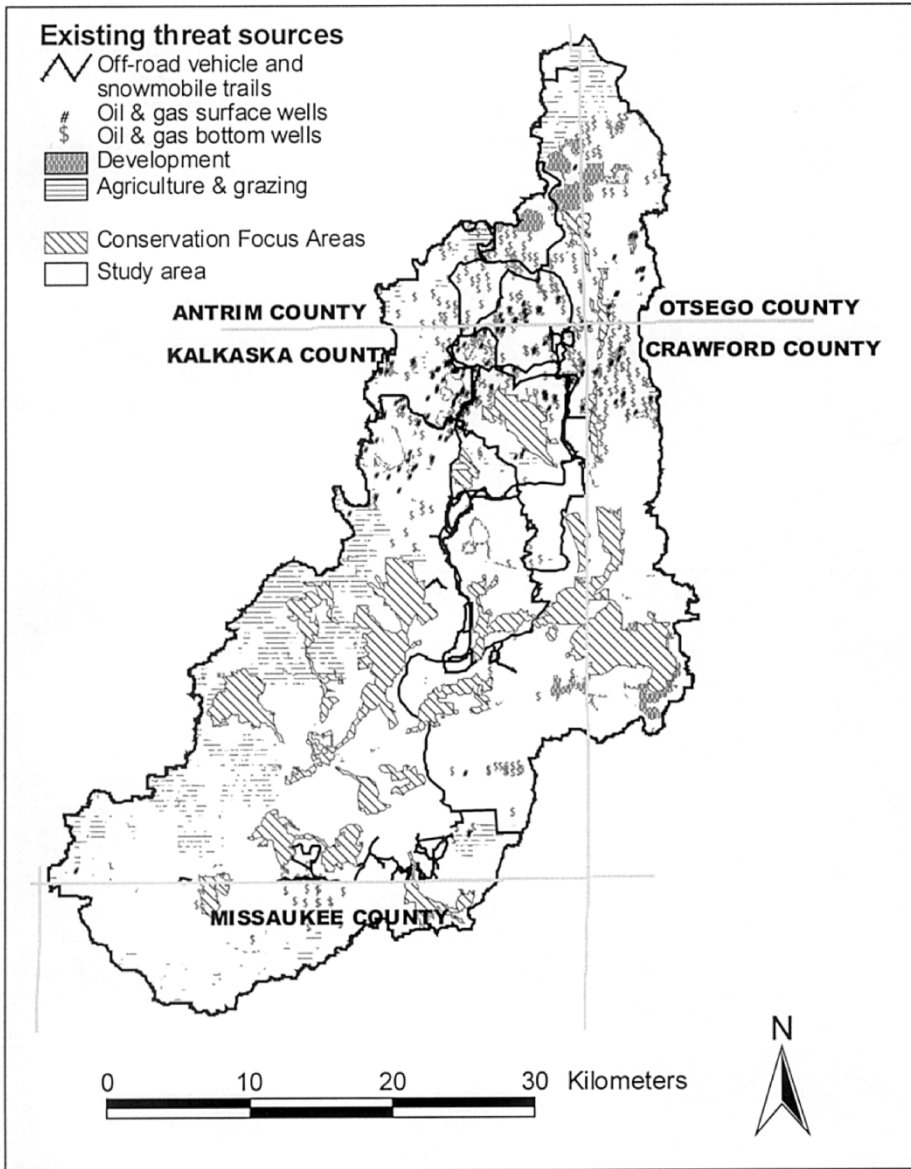 Existing threat sources
Off-road vehicle and
snowmobile trails
Oil & gas surface wells
Oil & gas bottom wells
Development
Agriculture & grazing
Conservation Focus Areas
Study area
ANTRIM COUNTY
OTSEGO COUNTY
KALKASKA COUNTY
CRAWFORD COUNTY
MISSAUKEE COUNTY
N
0 10 20 30 Kilometers